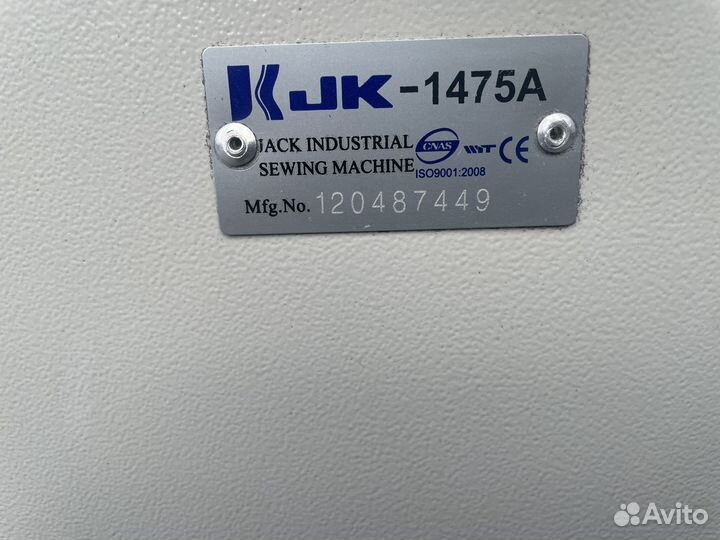 JK-1475A
JACK INDUSTRIAL
SEWING MACHINE
CNAS CE
ISO9001:2008
Mfg.No. 120487449
Avito